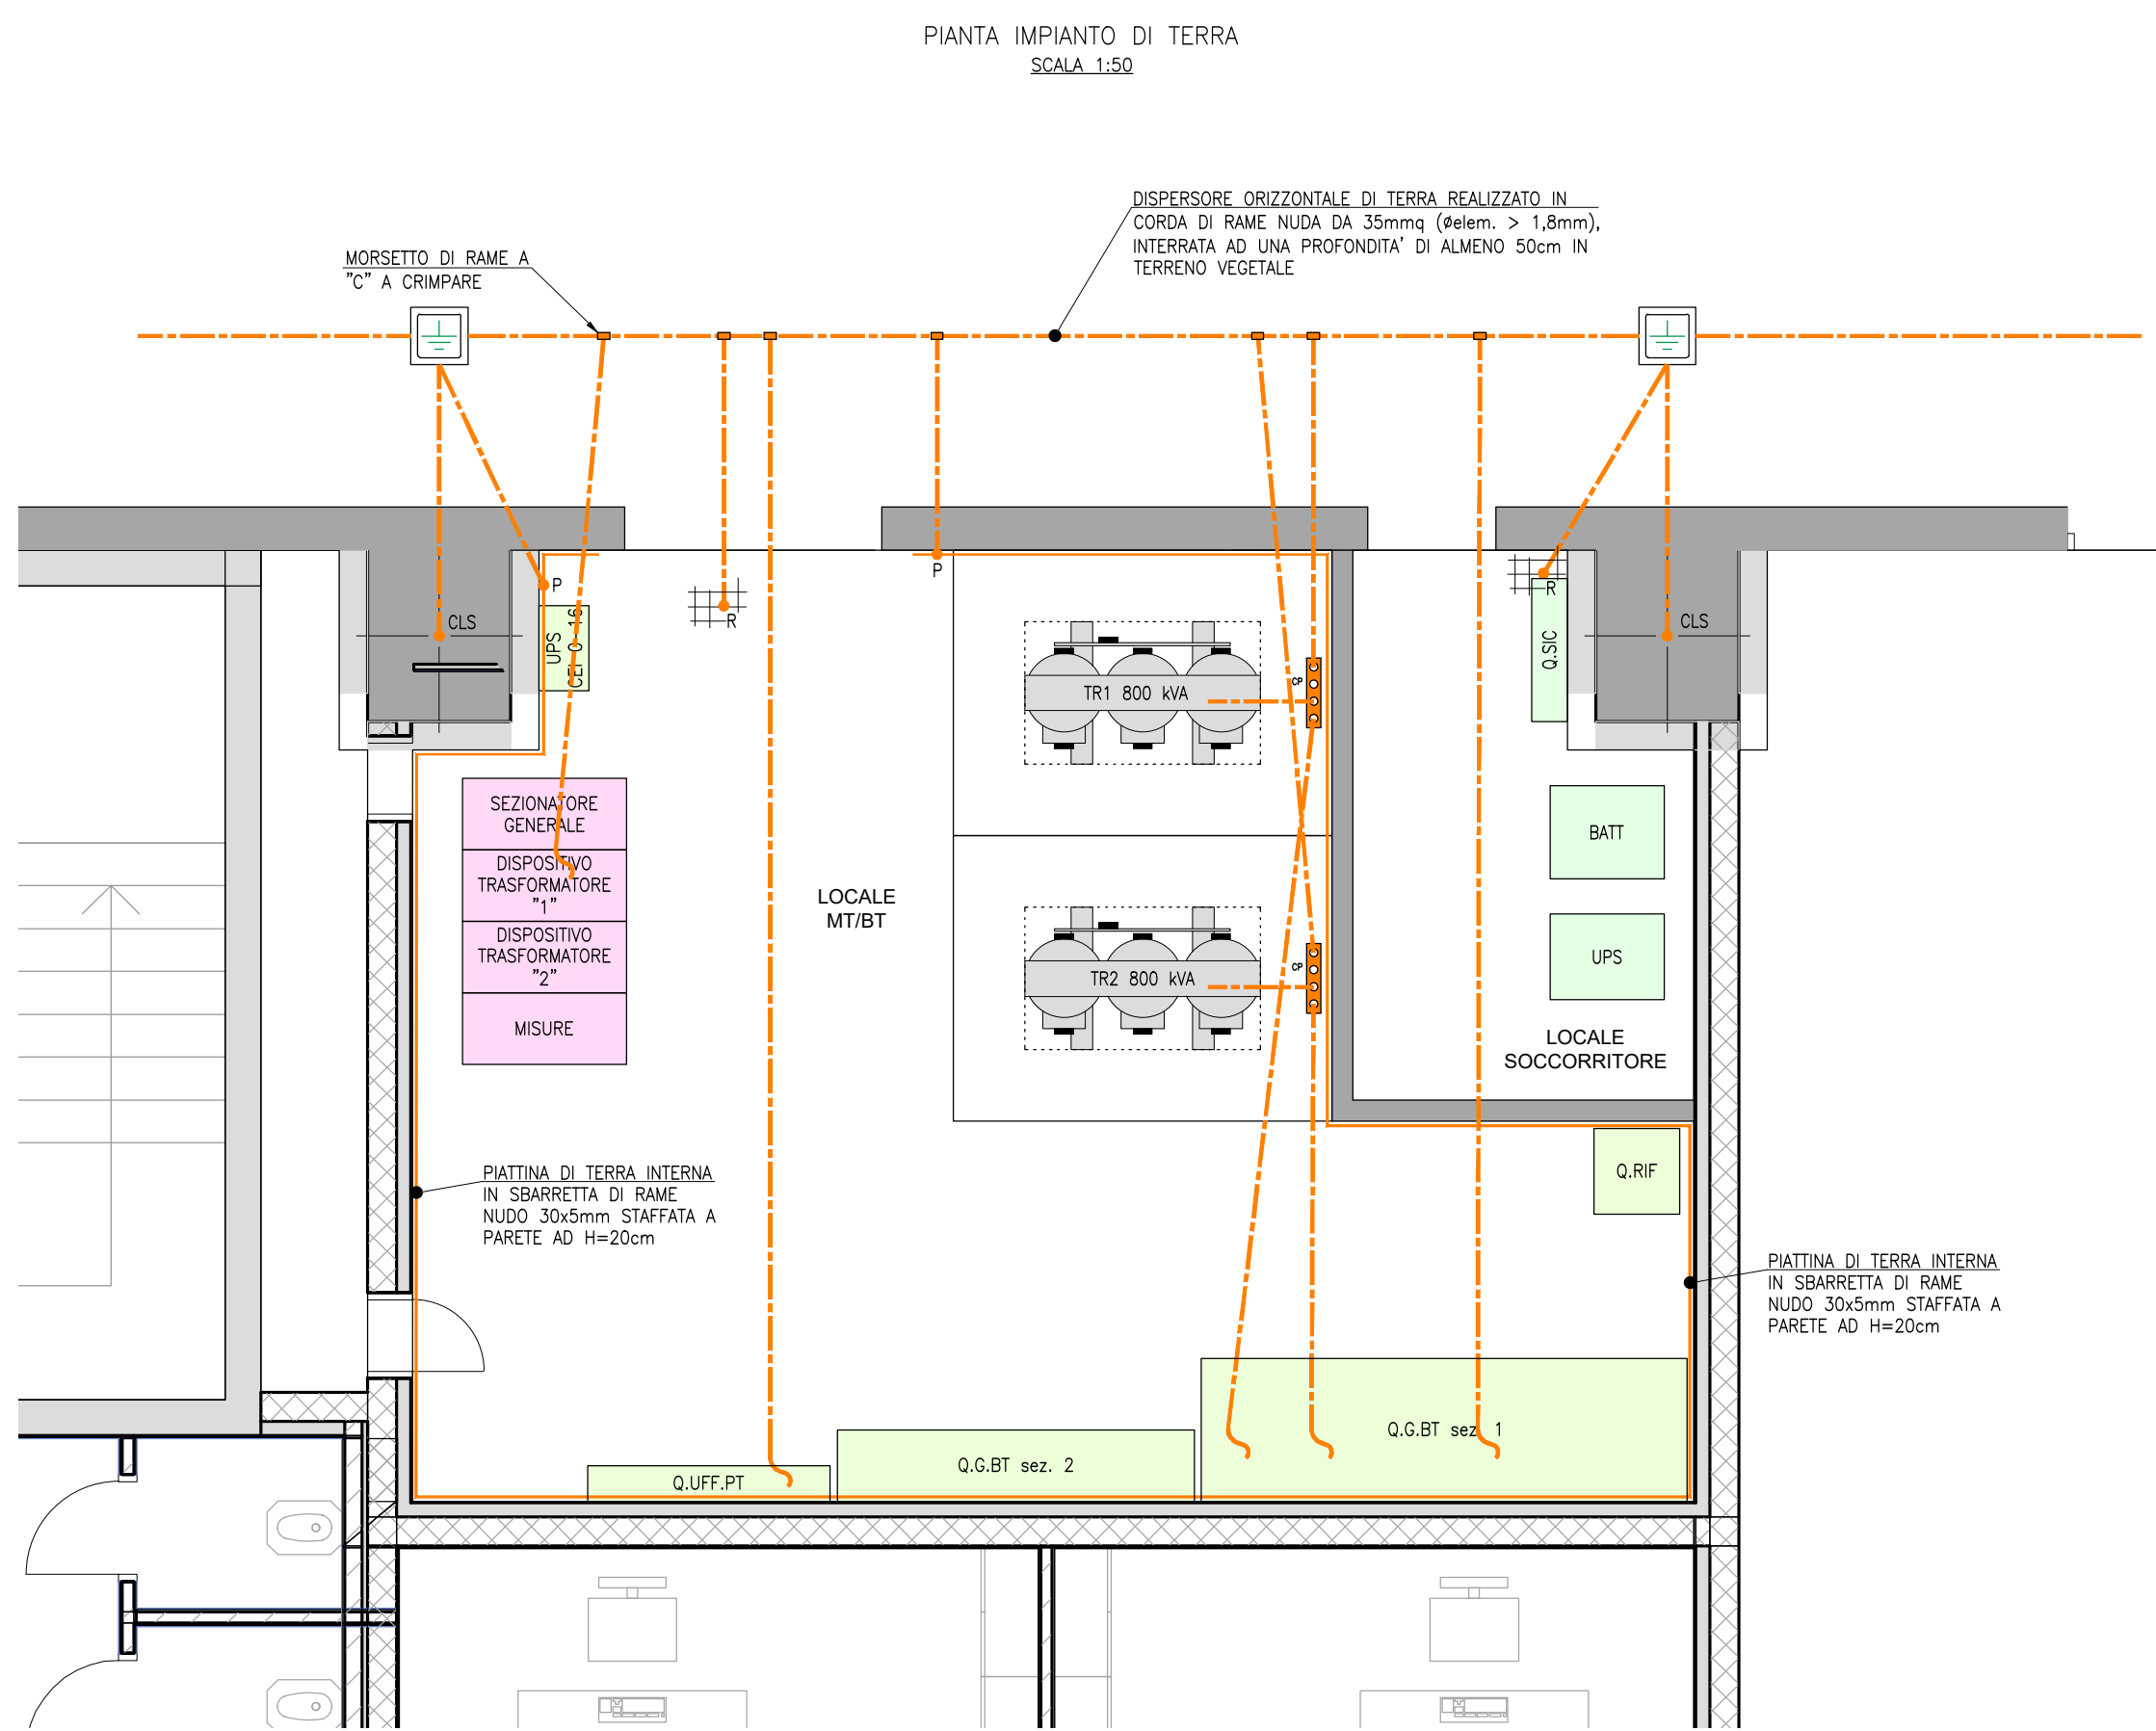 PIANTA IMPIANTO DI TERRA
SCALA 1:50
DISPERSORE ORIZZONTALE DI TERRA REALIZZATO IN
CORDA DI RAME NUDA DA 35mmq (øelem. > 1,8mm),
INTERRATA AD UNA PROFONDITA' DI ALMENO 50cm IN
TERRENO VEGETALE
MORSETTO DI RAME A
"C" A CRIMPARE
P
P
R
R
CLS
CLS
UPS
CEI 0-16
Q.SIC
CP
TR1 800 kVA
SEZIONATORE
GENERALE
DISPOSITIVO
TRASFORMATORE
"1"
DISPOSITIVO
TRASFORMATORE
"2"
MISURE
LOCALE
MT/BT
CP
TR2 800 kVA
BATT
UPS
LOCALE
SOCCORRITORE
Q.RIF
PIATTINA DI TERRA INTERNA
IN SBARRETTA DI RAME
NUDO 30x5mm STAFFATA A
PARETE AD H=20cm
PIATTINA DI TERRA INTERNA
IN SBARRETTA DI RAME
NUDO 30x5mm STAFFATA A
PARETE AD H=20cm
Q.G.BT sez. 1
Q.G.BT sez. 2
Q.UFF.PT